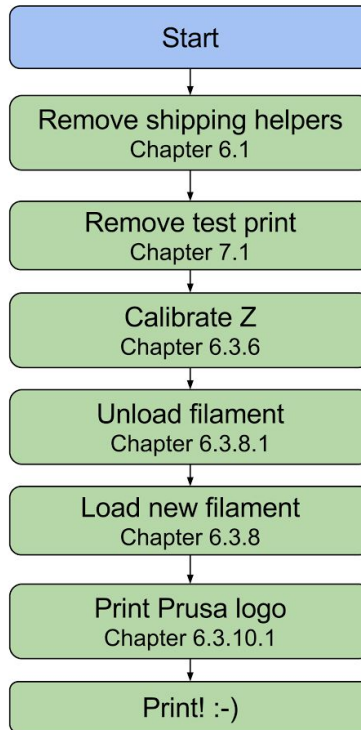 Start
Remove shipping helpers
Chapter 6.1
Remove test print
Chapter 7.1
Calibrate Z
Chapter 6.3.6
Unload filament
Chapter 6.3.8.1
Load new filament
Chapter 6.3.8
Print Prusa logo
Chapter 6.3.10.1
Print! :-)